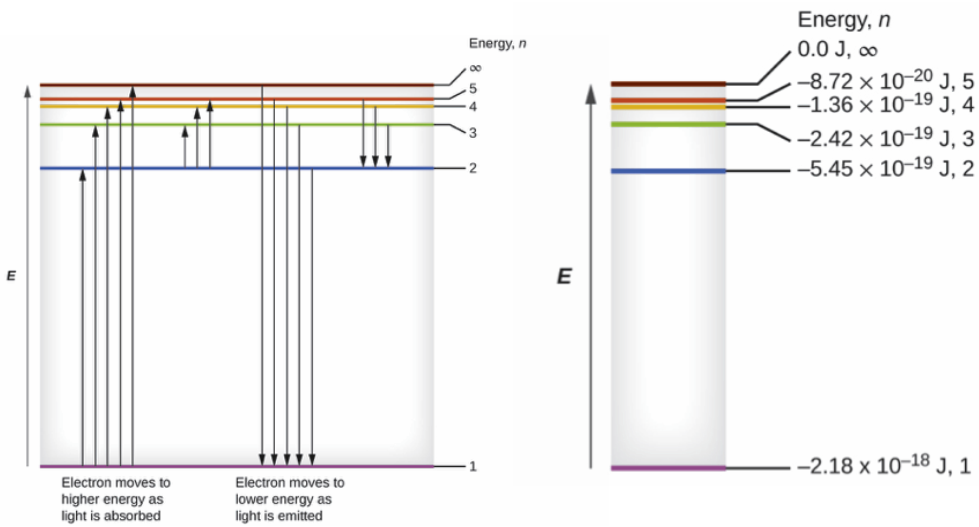 Energy, n
∞
5
4
3
2
E
1
Electron moves to
higher energy as
light is absorbed
Electron moves to
lower energy as
light is emitted
Energy, n
0.0 J, ∞
–8.72 × 10⁻²⁰ J, 5
–1.36 × 10⁻¹⁹ J, 4
–2.42 × 10⁻¹⁹ J, 3
–5.45 × 10⁻¹⁹ J, 2
E
–2.18 × 10⁻¹⁸ J, 1